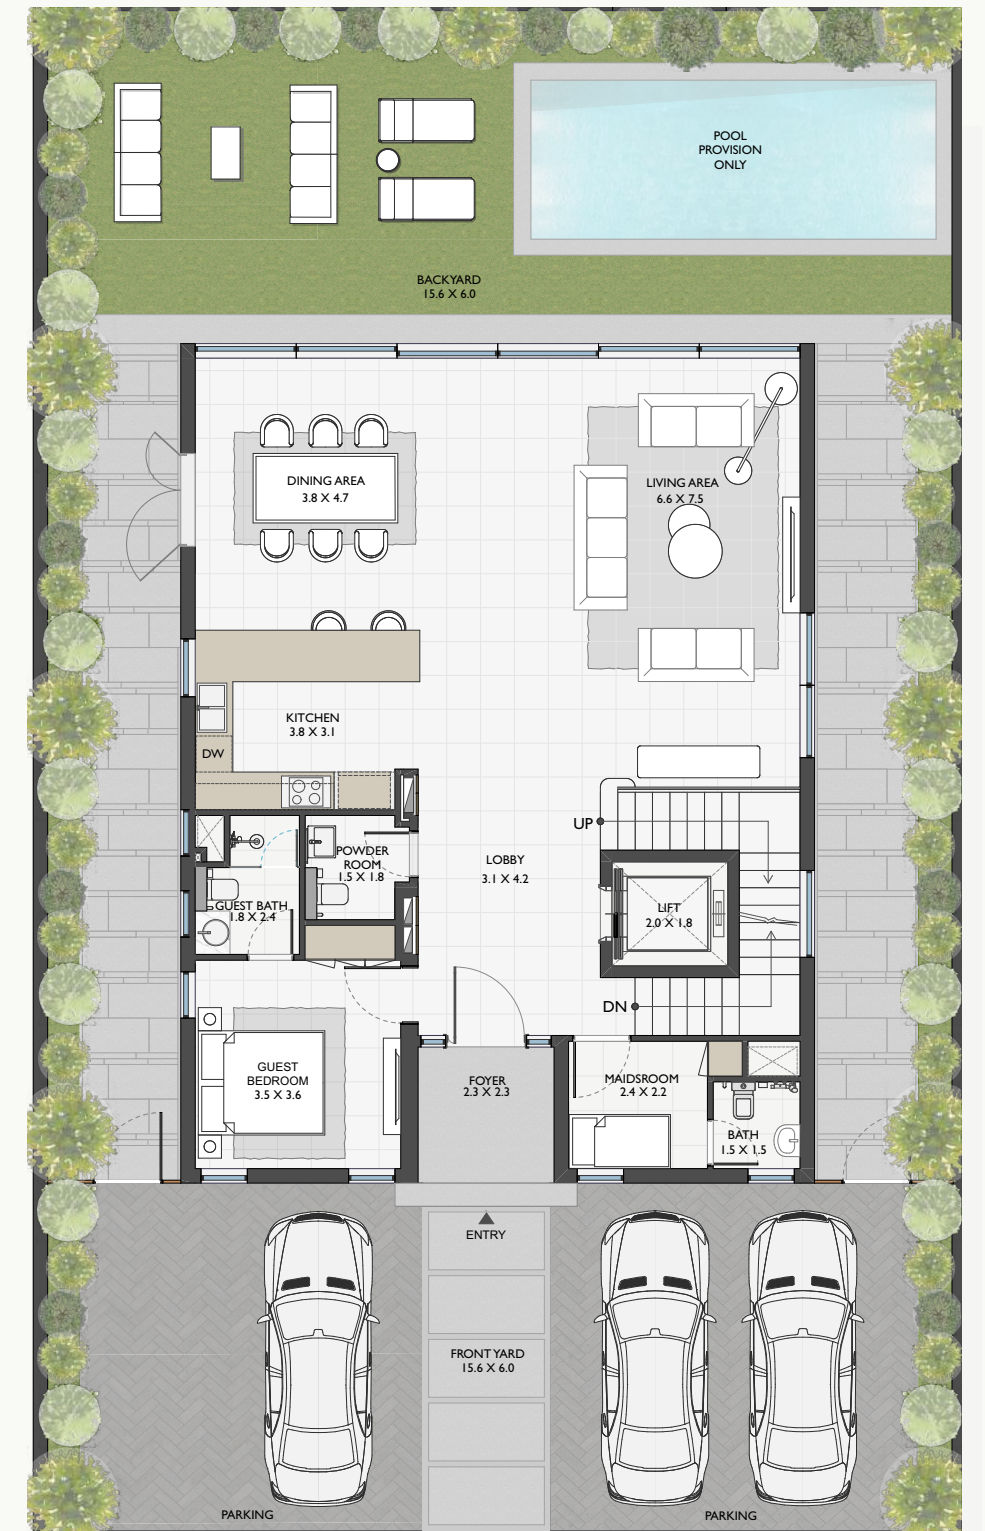 POOL
PROVISION
ONLY
BACKYARD
15.6 X 6.0
DINING AREA
3.8 X 4.7
LIVING AREA
6.6 X 7.5
KITCHEN
3.8 X 3.1
DW
UP
POWDER
ROOM
1.5 X 1.8
LOBBY
3.1 X 4.2
GUEST BATH
1.8 X 2.4
LIFT
2.0 X 1.8
DN
GUEST
BEDROOM
3.5 X 3.6
FOYER
2.3 X 2.3
MAIDSROOM
2.4 X 2.2
BATH
1.5 X 1.5
ENTRY
FRONT YARD
15.6 X 6.0
PARKING
PARKING